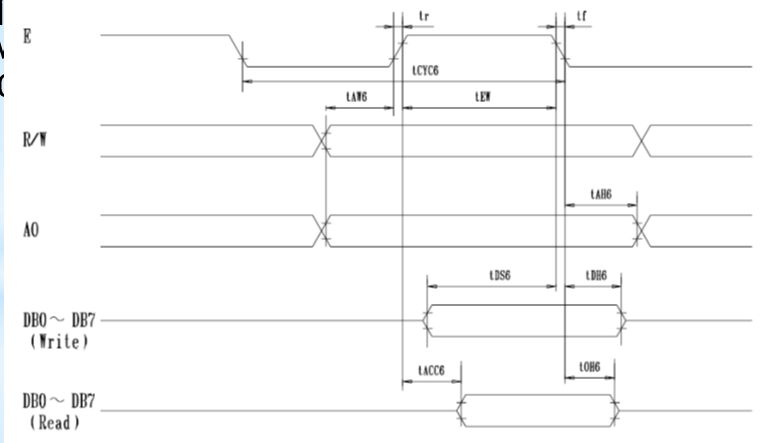 tr
tf
E
tCYC6
tAW6
tEW
R/W
tAH6
A0
tDS6
tDH6
DB0～ DB7
(Write)
tACC6
tOH6
DB0～ DB7
(Read)